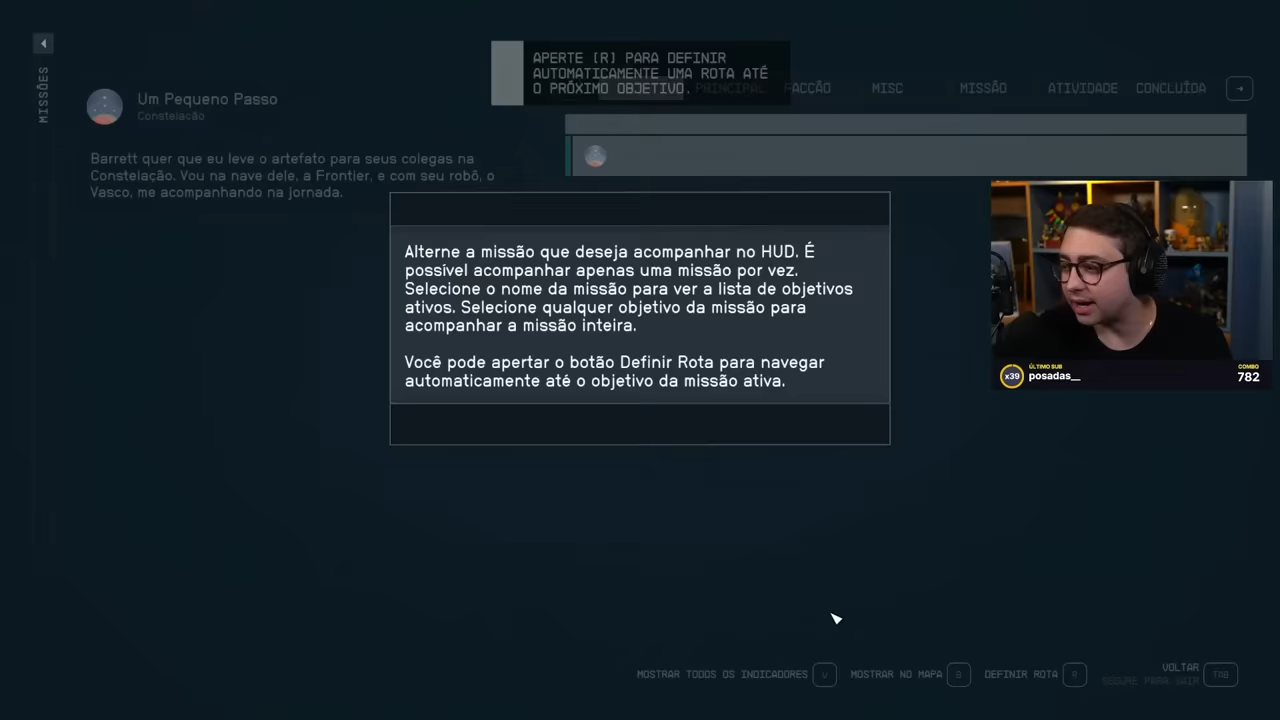 MISSÕES
Um Pequeno Passo
Constelação
Barrett quer que eu leve o artefato para seus colegas na
Constelação. Vou na nave dele, a Frontier, e com seu robô, o
Vasco, me acompanhando na jornada.
APERTE [R] PARA DEFINIR
AUTOMATICAMENTE UMA ROTA ATÉ
O PRÓXIMO OBJETIVO.
PRINCIPAL FACÇÃO MISC MISSÃO ATIVIDADE CONCLUÍDA
Alterne a missão que deseja acompanhar no HUD. É
possível acompanhar apenas uma missão por vez.
Selecione o nome da missão para ver a lista de objetivos
ativos. Selecione qualquer objetivo da missão para
acompanhar a missão inteira.
Você pode apertar o botão Definir Rota para navegar
automaticamente até o objetivo da missão ativa.
x39
ÚLTIMO SUB
posadas__
COMBO
782
MOSTRAR TODOS OS INDICADORES MOSTRAR NO MAPA DEFINIR ROTA R VOLTAR TAB
SEGURE PARA SAIR